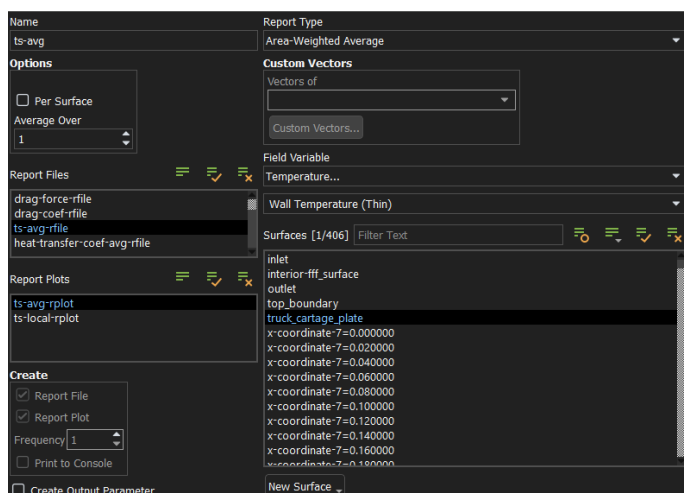 Name
ts-avg
Options
Per Surface
Average Over
1
Report Files
drag-force-rfile
drag-coef-rfile
ts-avg-rfile
heat-transfer-coef-avg-rfile
Report Plots
ts-avg-rplot
ts-local-rplot
Create
Report File
Report Plot
Frequency 1
Print to Console
Create Output Parameter
Report Type
Area-Weighted Average
Custom Vectors
Vectors of
Custom Vectors...
Field Variable
Temperature...
Wall Temperature (Thin)
Surfaces [1/406] Filter Text
inlet
interior-fff_surface
outlet
top_boundary
truck_cartage_plate
x-coordinate-7=0.000000
x-coordinate-7=0.020000
x-coordinate-7=0.040000
x-coordinate-7=0.060000
x-coordinate-7=0.080000
x-coordinate-7=0.100000
x-coordinate-7=0.120000
x-coordinate-7=0.140000
x-coordinate-7=0.160000
x-coordinate-7=0.180000
New Surface